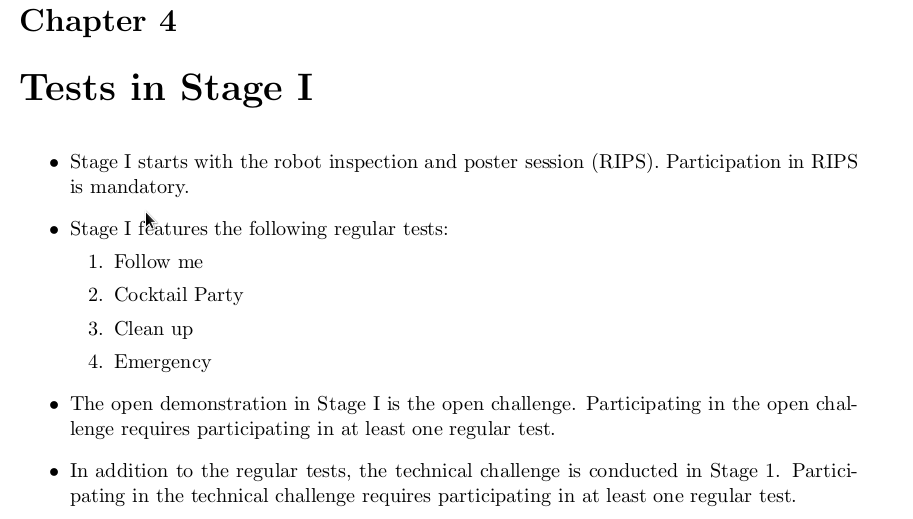 Chapter 4
Tests in Stage I
• Stage I starts with the robot inspection and poster session (RIPS). Participation in RIPS
is mandatory.
• Stage I features the following regular tests:
1. Follow me
2. Cocktail Party
3. Clean up
4. Emergency
• The open demonstration in Stage I is the open challenge. Participating in the open chal-
lenge requires participating in at least one regular test.
• In addition to the regular tests, the technical challenge is conducted in Stage 1. Partici-
pating in the technical challenge requires participating in at least one regular test.